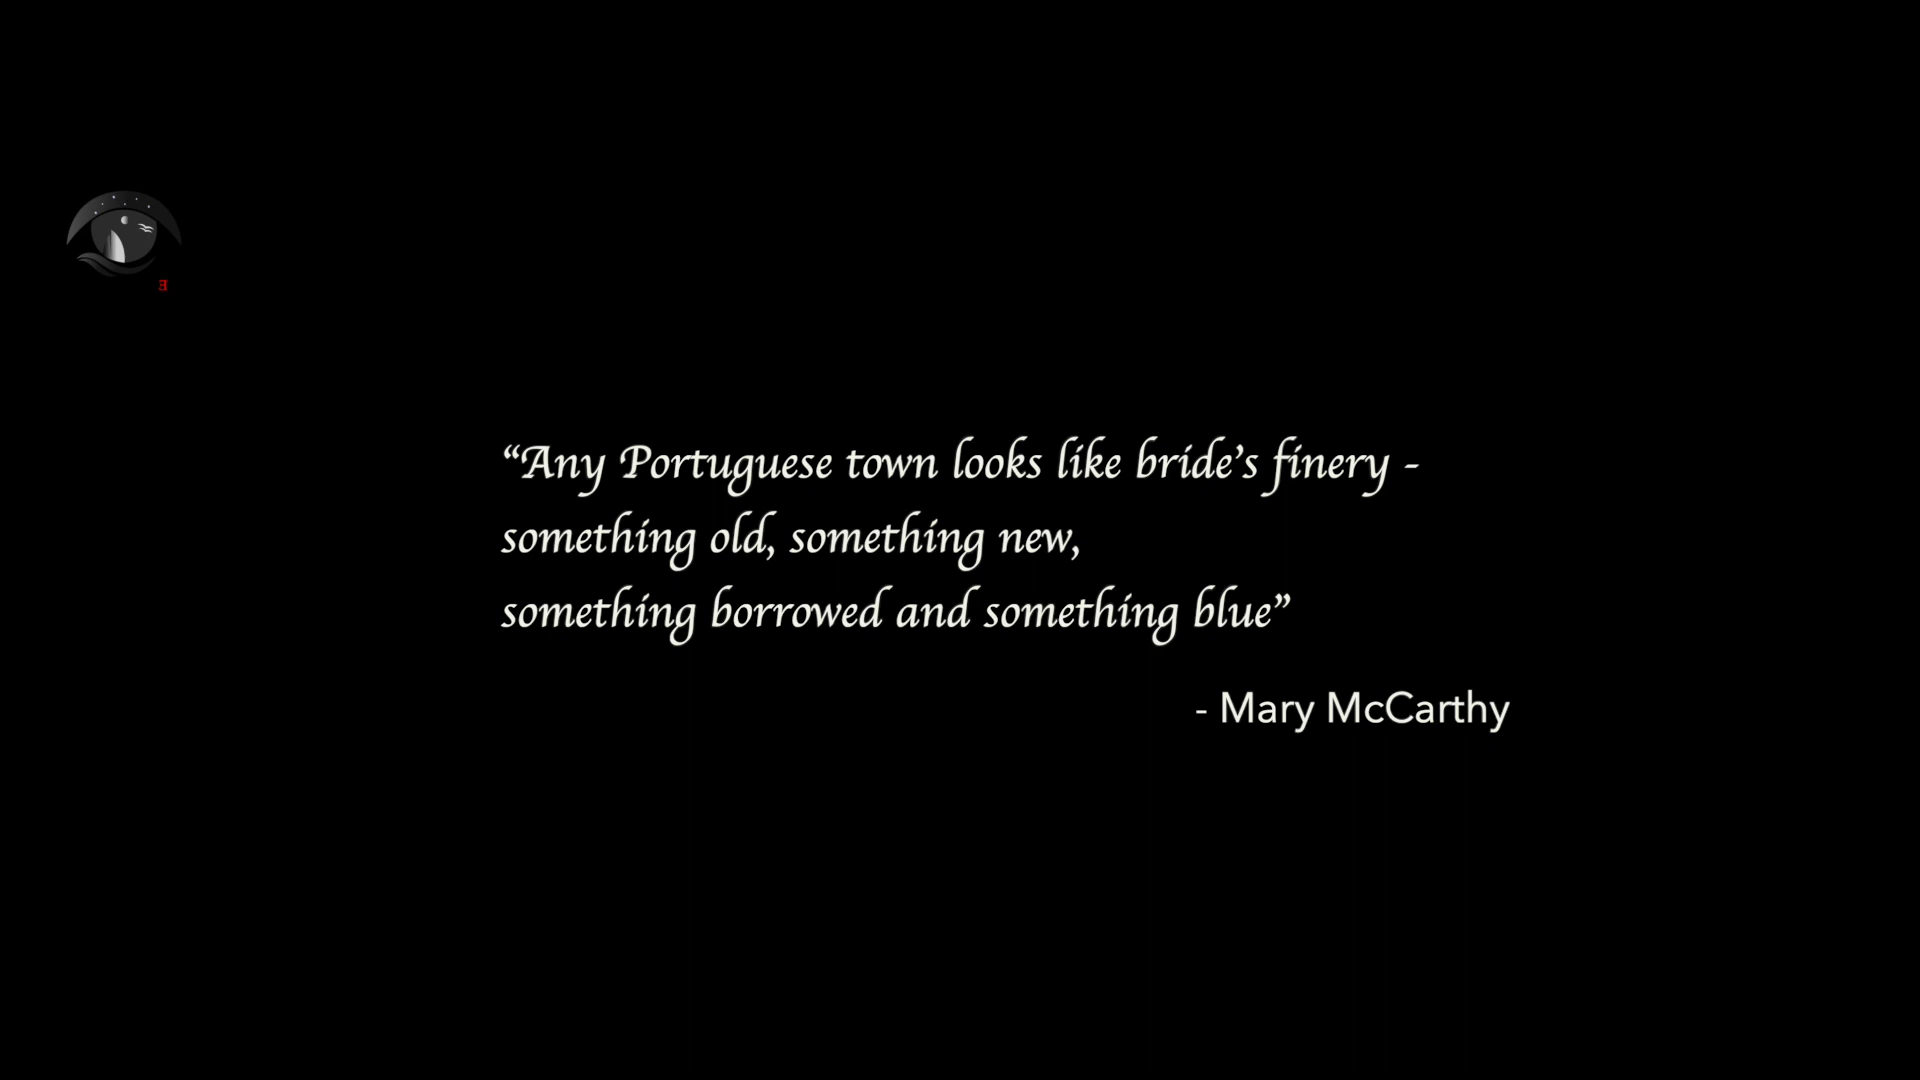 “Any Portuguese town looks like bride’s finery -
something old, something new,
something borrowed and something blue”
- Mary McCarthy